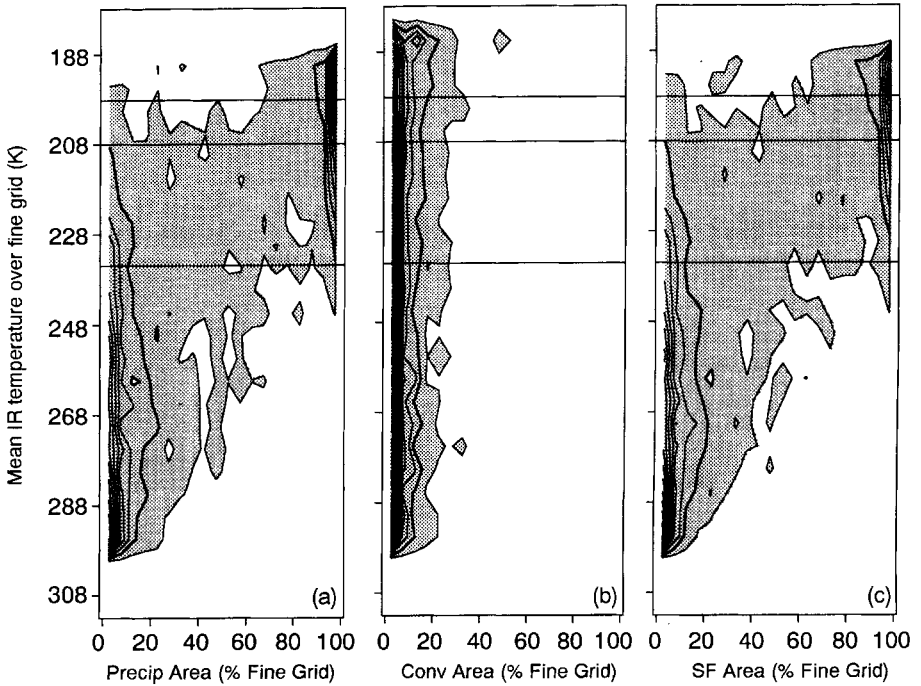 Mean IR temperature over fine grid (K)
188
208
228
248
268
288
308
(a)
(b)
(c)
0 20 40 60 80 100
0 20 40 60 80 100
0 20 40 60 80 100
Precip Area (% Fine Grid)
Conv Area (% Fine Grid)
SF Area (% Fine Grid)